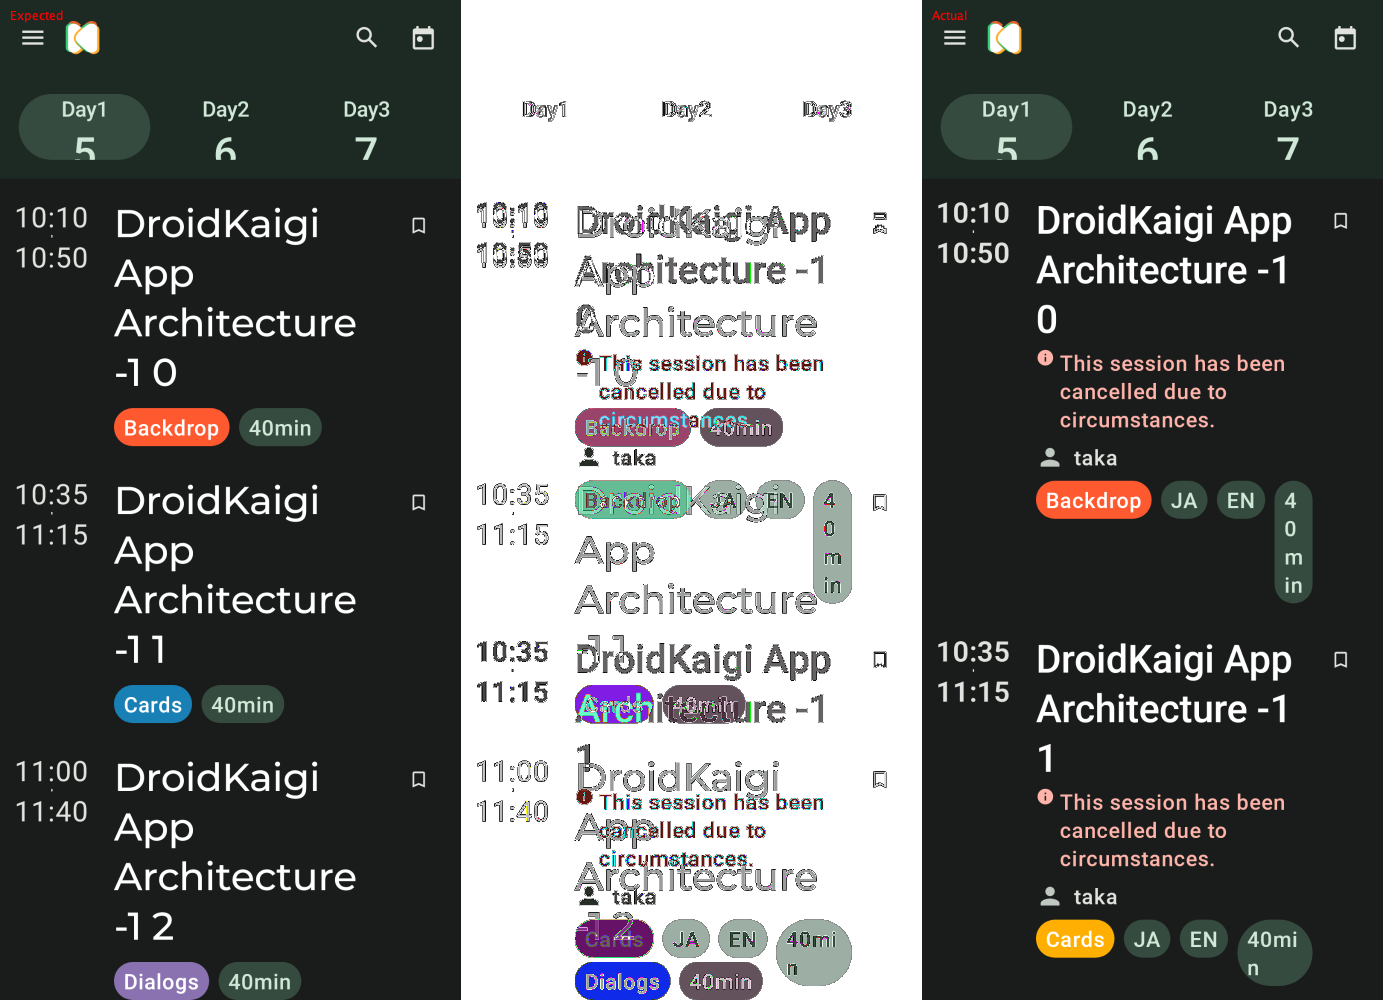 Expected
Day1
Day2
Day3
5
6
7
10:10
10:50
DroidKaigi
App
Architecture
-1 0
Backdrop
40min
10:35
11:15
DroidKaigi
App
Architecture
-1 1
Cards
40min
11:00
11:40
DroidKaigi
App
Architecture
-1 2
Dialogs
40min
Day1
Day2
Day3
10:10
10:50
DroidKaigi App
Architecture -1
0
DroidKaigi
App
Architecture
-1 0
This session has been
cancelled due to
circumstances.
Backdrop
40min
taka
10:35
11:15
Backdrop
JA
EN
4
0
m
in
DroidKaigi
App
Architecture
-1 1
10:35
11:15
DroidKaigi App
Architecture -1
1
Cards
40min
11:00
11:40
DroidKaigi
App
Architecture
-1 2
This session has been
cancelled due to
circumstances.
taka
Cards
JA
EN
40mi
n
Dialogs
40min
Actual
Day1
Day2
Day3
5
6
7
10:10
10:50
DroidKaigi App
Architecture -1
0
This session has been
cancelled due to
circumstances.
taka
Backdrop
JA
EN
4
0
m
in
10:35
11:15
DroidKaigi App
Architecture -1
1
This session has been
cancelled due to
circumstances.
taka
Cards
JA
EN
40mi
n